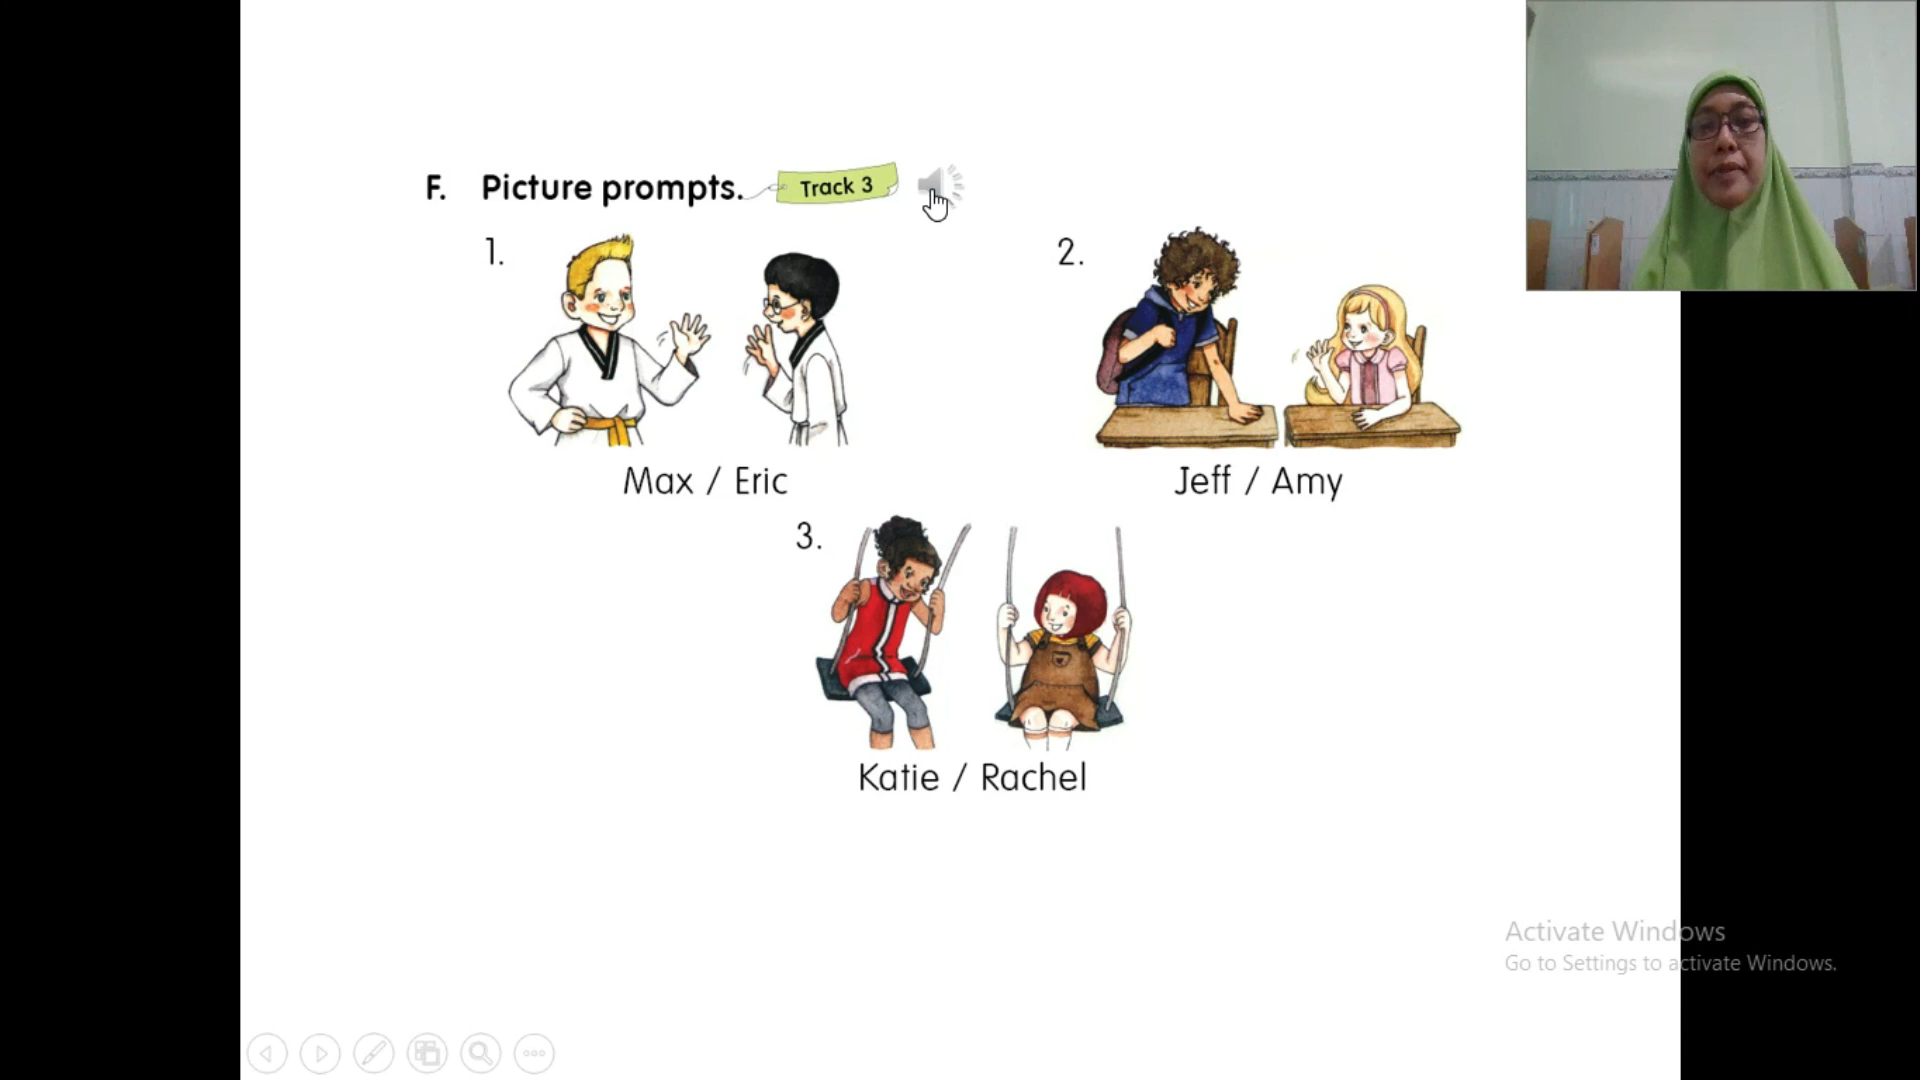 F. Picture prompts. Track 3
1.
2.
Max / Eric
Jeff / Amy
3.
Katie / Rachel
Activate Windows
Go to Settings to activate Windows.